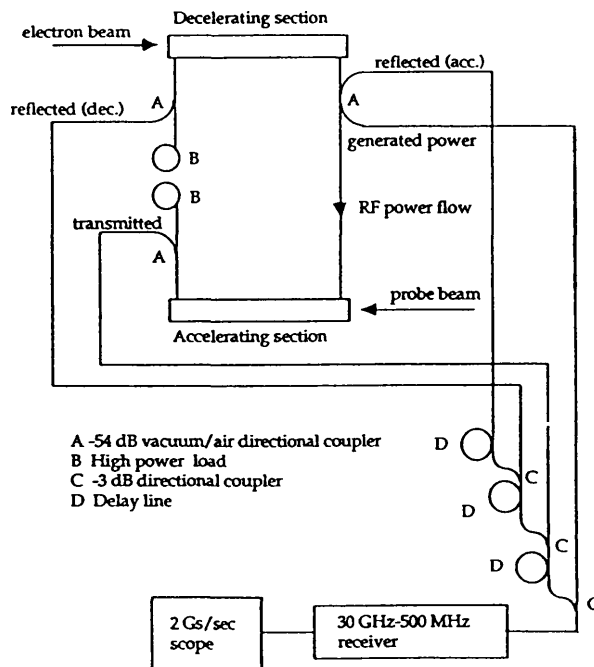 Decelerating section
electron beam
reflected (acc.)
A
A
reflected (dec.)
generated power
B
B
RF power flow
transmitted
A
probe beam
Accelerating section
A -54 dB vacuum/air directional coupler
B High power load
C -3 dB directional coupler
D Delay line
D
C
D
C
D
C
2 Gs/sec
scope
30 GHz-500 MHz
receiver